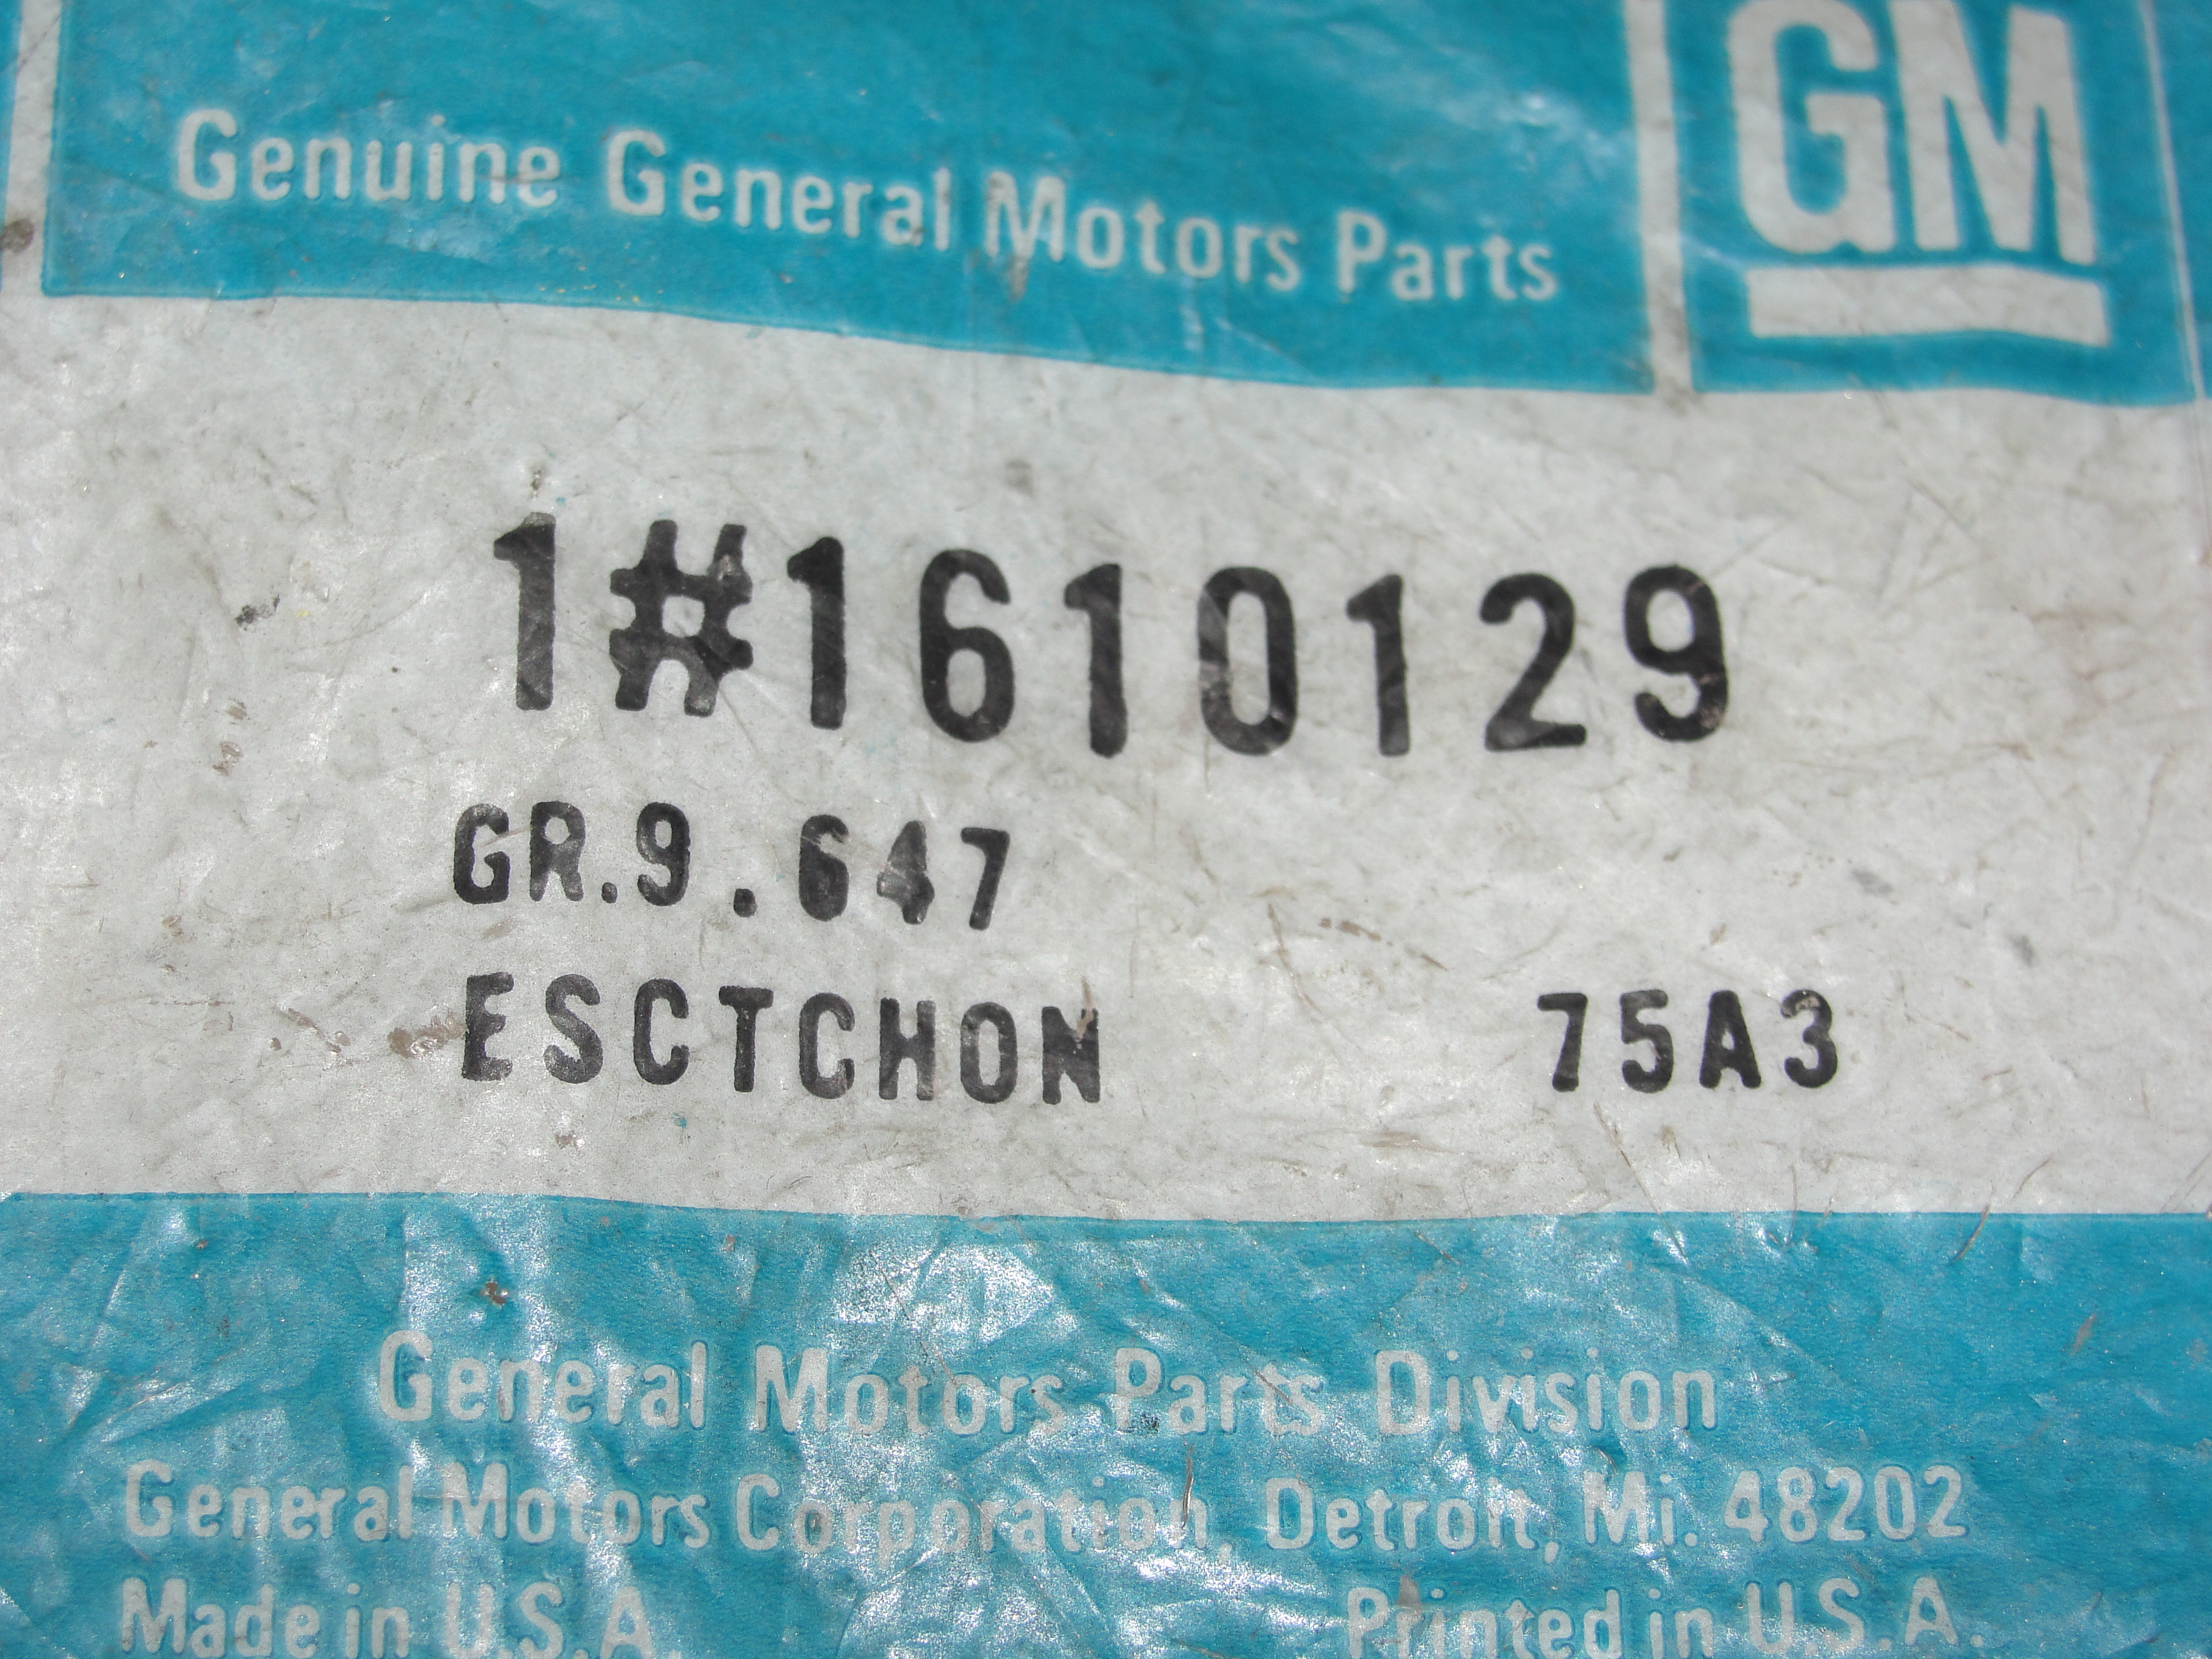 GM
Genuine General Motors Parts
1#1610129
GR.9.647
ESCTCHON 75A3
General Motors Parts Division
General Motors Corporation, Detroit, Mi. 48202
Made in U.S.A. Printed in U.S.A.